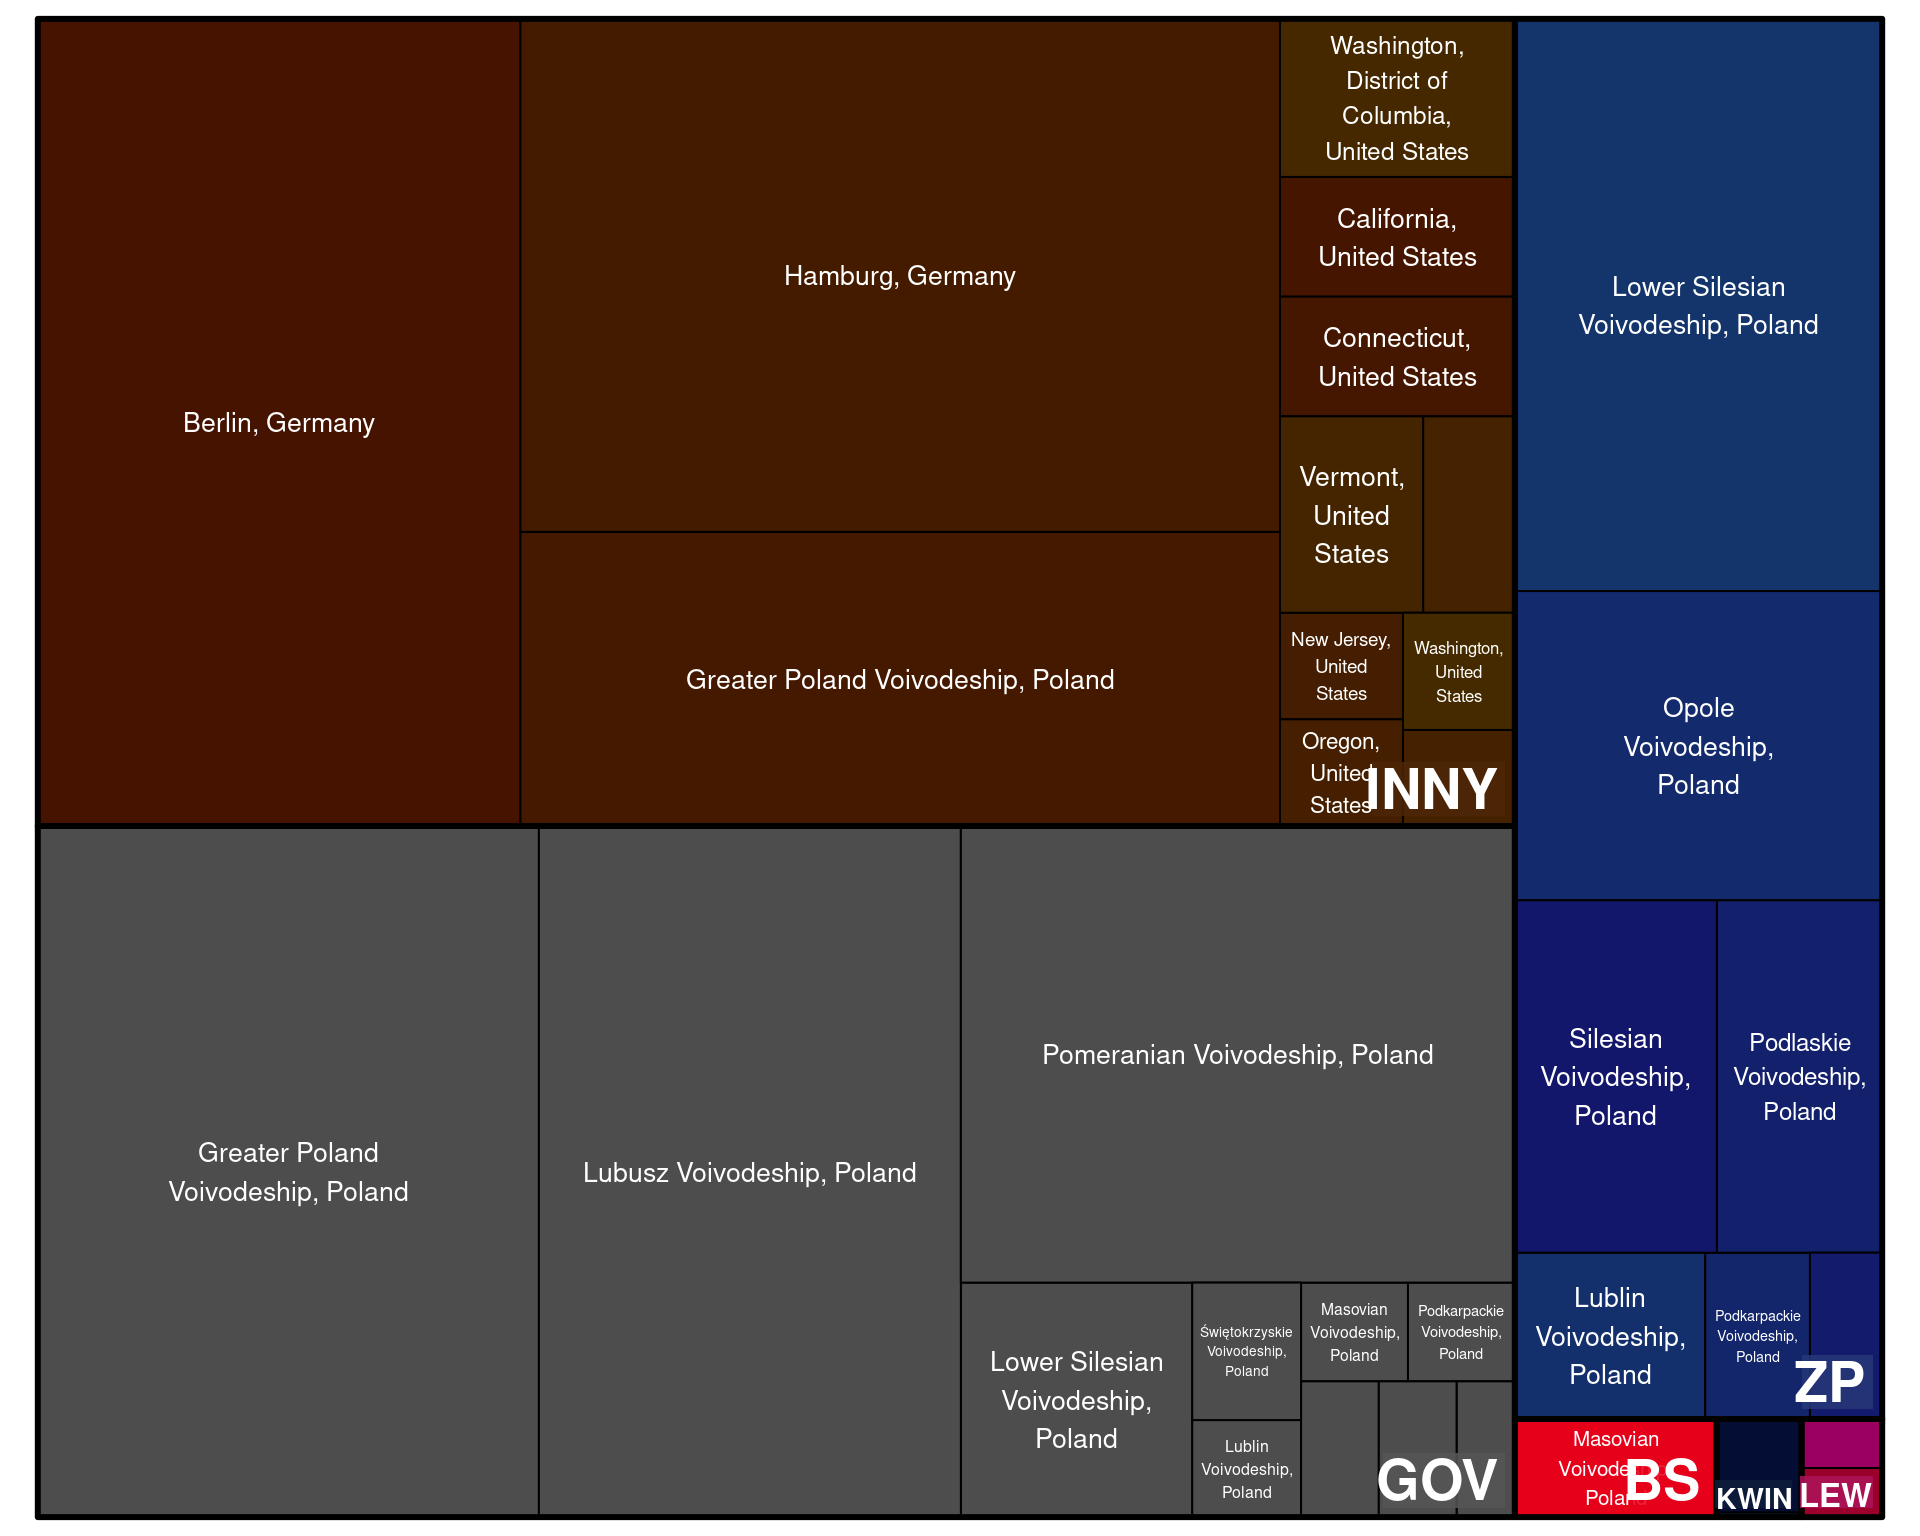 Berlin, Germany
Hamburg, Germany
Greater Poland Voivodeship, Poland
Washington,
District of
Columbia,
United States
California,
United States
Connecticut,
United States
Vermont,
United
States
New Jersey,
United
States
Washington,
United
States
Oregon,
United
States
INNY
Greater Poland
Voivodeship, Poland
Lubusz Voivodeship, Poland
Pomeranian Voivodeship, Poland
Lower Silesian
Voivodeship,
Poland
Świętokrzyskie
Voivodeship,
Poland
Lublin
Voivodeship,
Poland
Masovian
Voivodeship,
Poland
Podkarpackie
Voivodeship,
Poland
GOV
Lower Silesian
Voivodeship, Poland
Opole
Voivodeship,
Poland
Silesian
Voivodeship,
Poland
Podlaskie
Voivodeship,
Poland
Lublin
Voivodeship,
Poland
Podkarpackie
Voivodeship,
Poland
ZP
Masovian
Voivodeship,
Poland
BS
KWIN
LEW